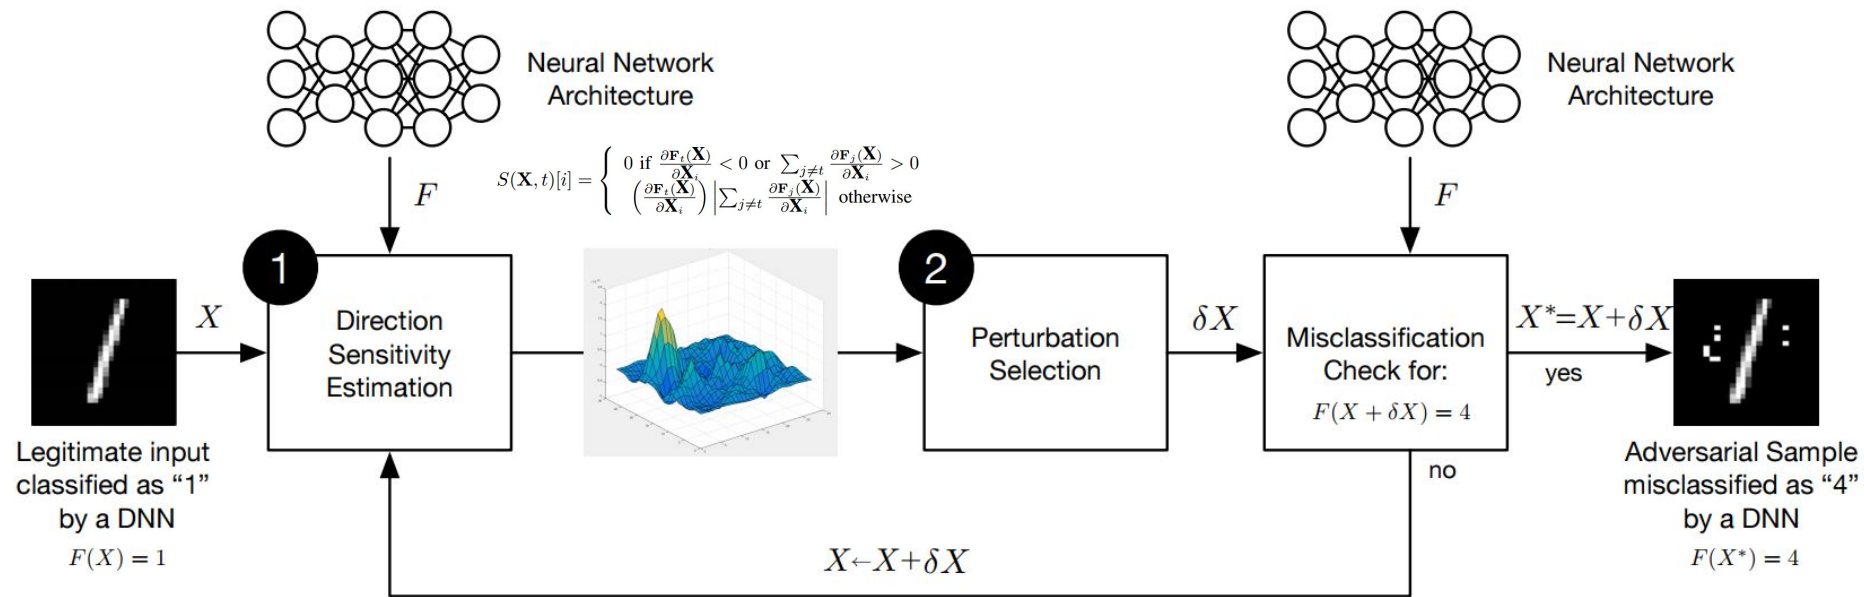 Neural Network
Architecture
Neural Network
Architecture
S(X, t)[i] = { 0 if ∂F_t(X)/∂X_i < 0 or ∑_{j≠t} ∂F_j(X)/∂X_i > 0
(∂F_t(X)/∂X_i) |∑_{j≠t} ∂F_j(X)/∂X_i| otherwise
F
F
1
2
X
Direction
Sensitivity
Estimation
Perturbation
Selection
δX
Misclassification
Check for:
F(X + δX) = 4
X*=X+δX
yes
no
Legitimate input
classified as “1”
by a DNN
F(X) = 1
Adversarial Sample
misclassified as “4”
by a DNN
F(X*) = 4
X←X+δX